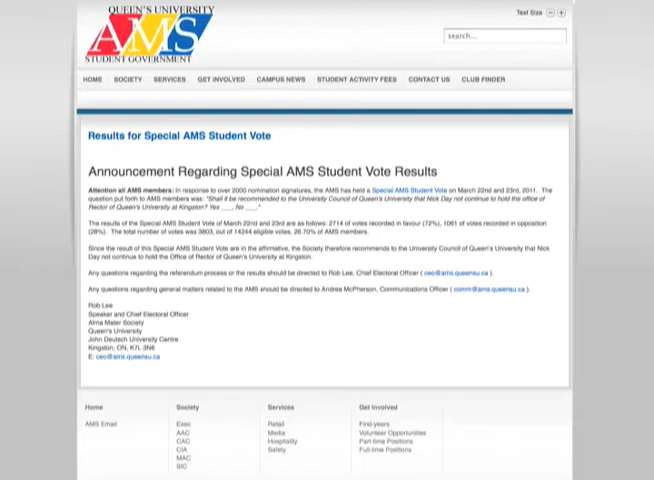 QUEEN'S UNIVERSITY
AMS
STUDENT GOVERNMENT
Text Size
search...
HOME SOCIETY SERVICES GET INVOLVED CAMPUS NEWS STUDENT ACTIVITY FEES CONTACT US CLUB FINDER
Results for Special AMS Student Vote
Announcement Regarding Special AMS Student Vote Results
Attention all AMS members: In response to over 2000 nomination signatures, the AMS has held a Special AMS Student Vote on March 22nd and 23rd, 2011. The
question put forth to AMS members was: "Shall it be recommended to the University Council of Queen's University that Nick Day not continue to hold the office of
Rector of Queen's University at Kingston? Yes ___, No ___."
The results of the Special AMS Student Vote of March 22nd and 23rd are as follows: 2714 of votes recorded in favour (72%), 1061 of votes recorded in opposition
(28%). The total number of votes was 3803, out of 14244 eligible votes, 26.70% of AMS members.
Since the result of this Special AMS Student Vote are in the affirmative, the Society therefore recommends to the University Council of Queen's University that Nick
Day not continue to hold the Office of Rector of Queen's University at Kingston.
Any questions regarding the referendum process or the results should be directed to Rob Lee, Chief Electoral Officer ( ceo@ams.queensu.ca ).
Any questions regarding general matters related to the AMS should be directed to Andrea McPherson, Communications Officer ( comm@ams.queensu.ca ).
Rob Lee
Speaker and Chief Electoral Officer
Alma Mater Society
Queen's University
John Deutsch University Centre
Kingston, ON, K7L 3N6
E: ceo@ams.queensu.ca
Home Society Services Get Involved
AMS Email Exec Retail First-years
AAC Media Volunteer Opportunities
CAC Hospitality Part-time Positions
CIA Safety Full-time Positions
MAC
SIC